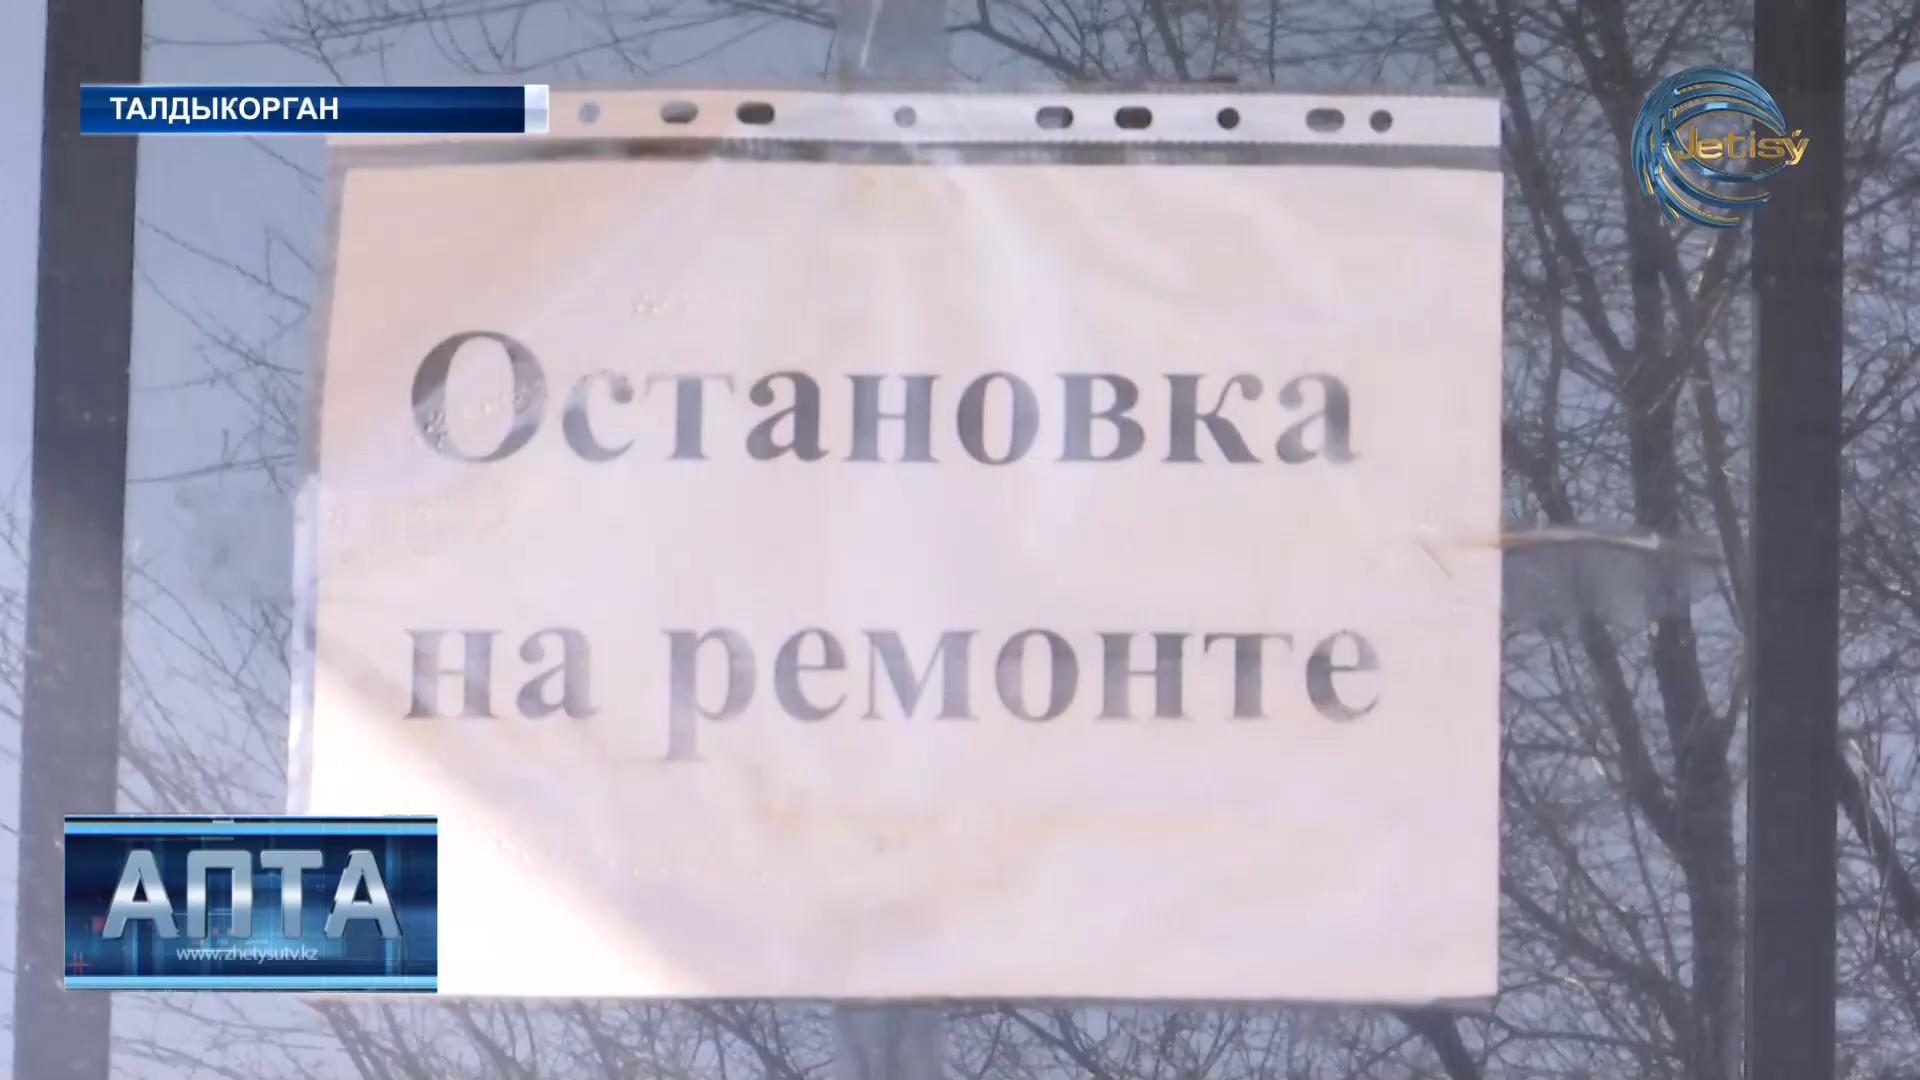 ТАЛДЫКОРГАН
Jetisý
Остановка
на ремонте
АПТА
www.zhetysutv.kz